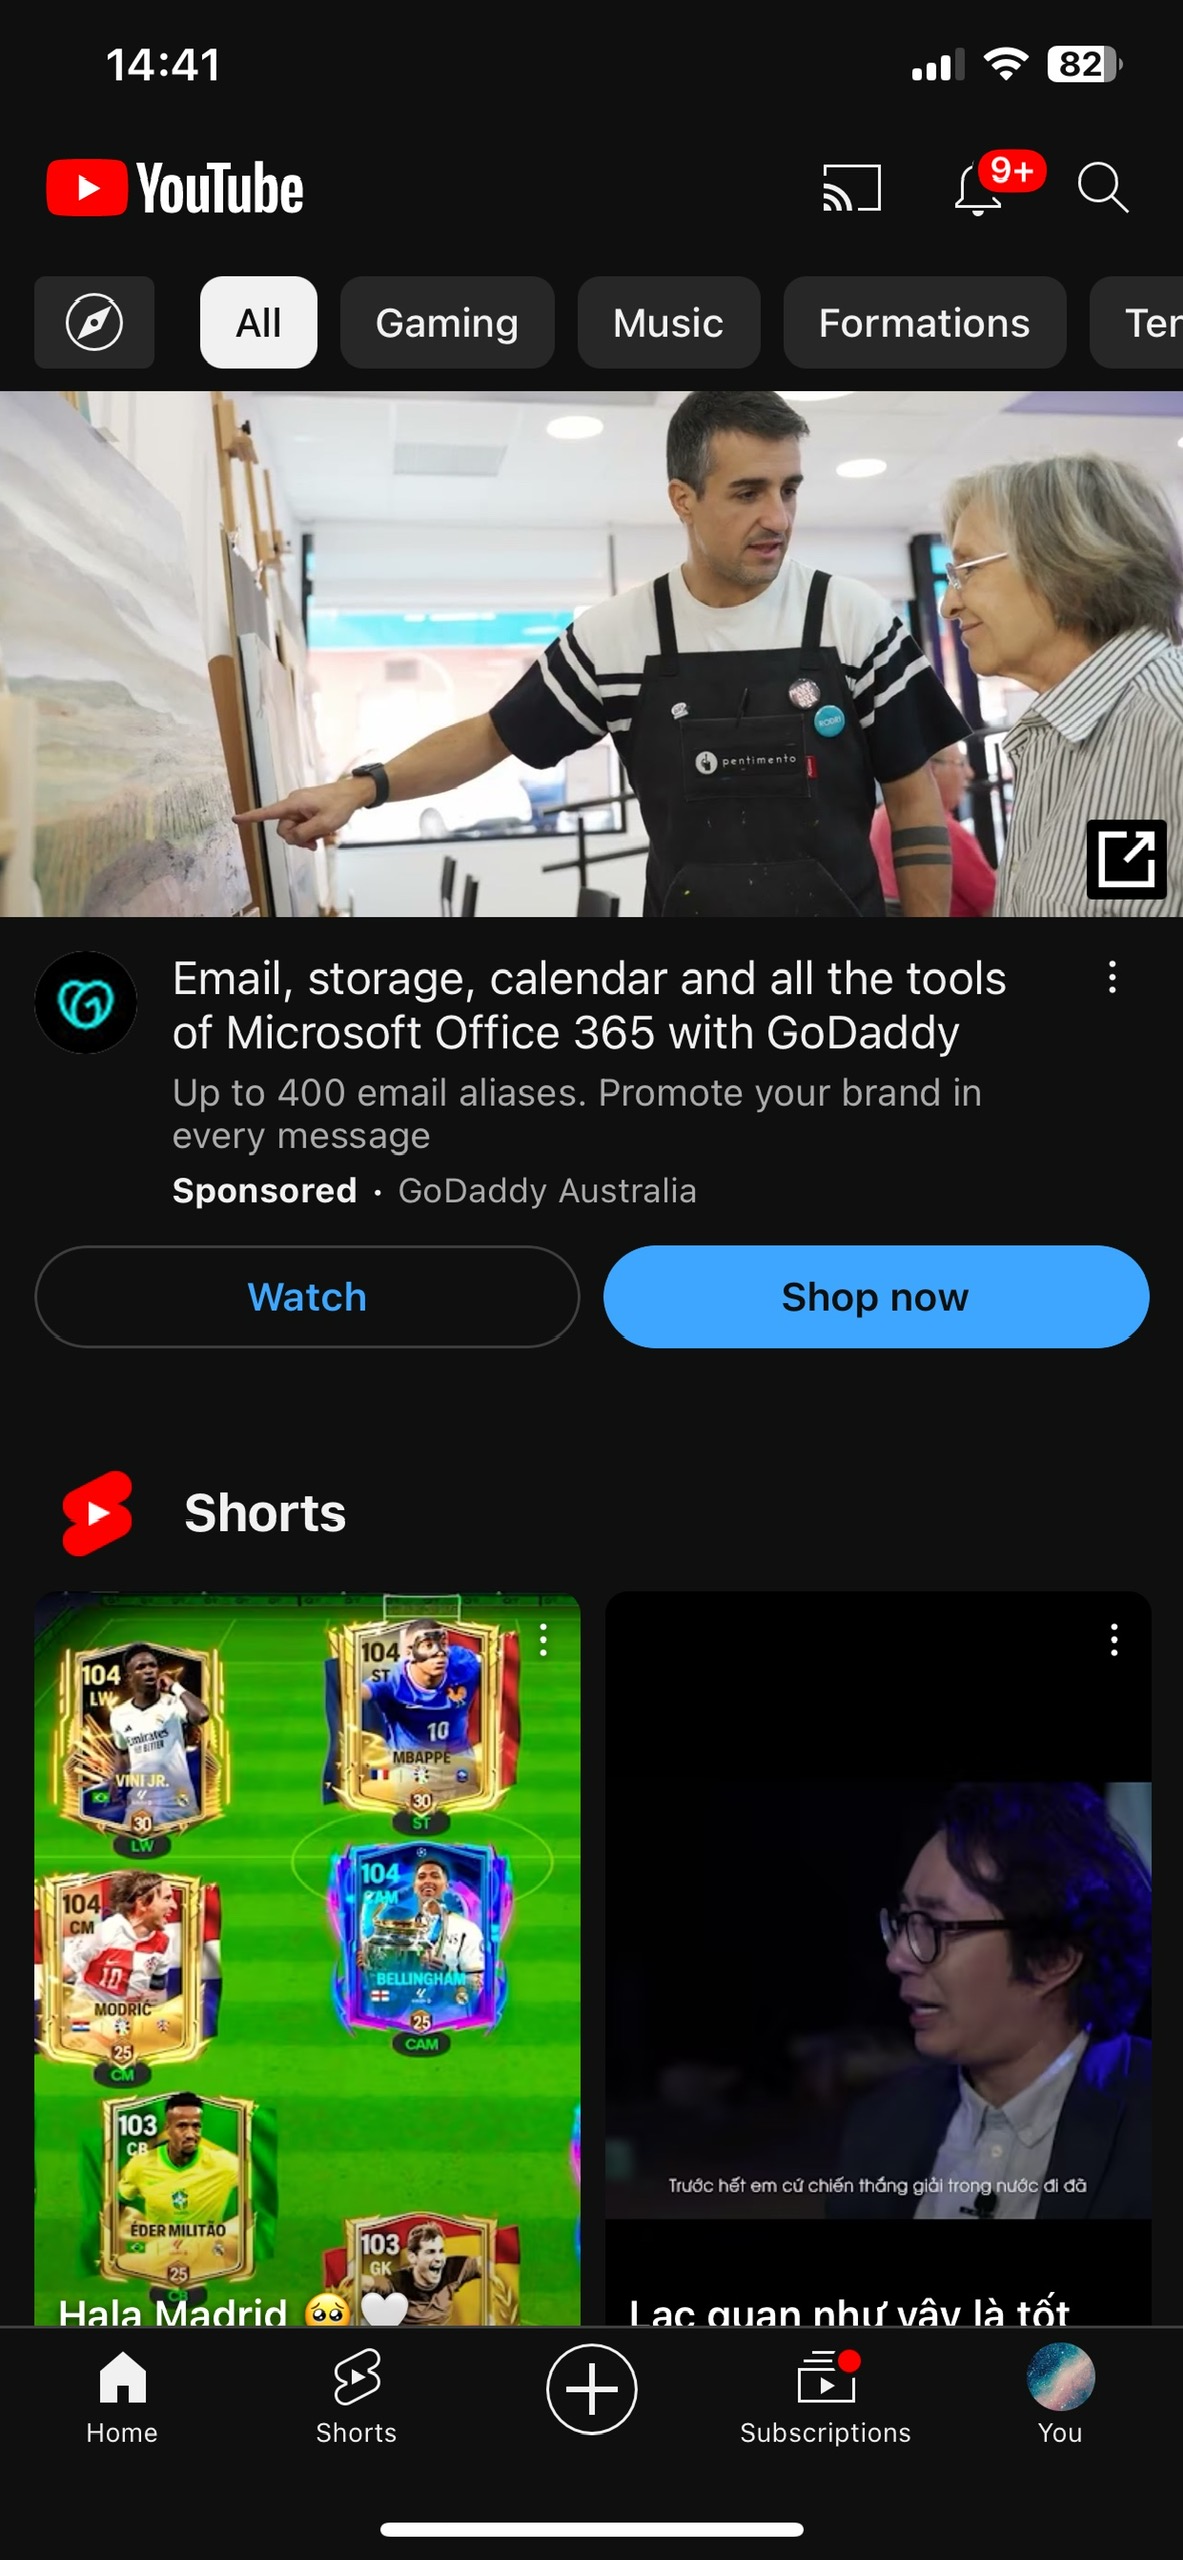 14:41
82
YouTube
9+
All
Gaming
Music
Formations
Ter
pentimento
RODRI
Email, storage, calendar and all the tools
of Microsoft Office 365 with GoDaddy
Up to 400 email aliases. Promote your brand in
every message
Sponsored · GoDaddy Australia
Watch
Shop now
Shorts
104
LW
Emirates
FLY BETTER
VINI JR.
30
LW
104
ST
10
MBAPPÉ
30
ST
104
CM
10
MODRIĆ
25
CM
104
CAM
BELLINGHAM
25
CAM
103
CB
ÉDER MILITÃO
25
CB
103
GK
Hala Madrid 🥺🤍
Trước hết em cứ chiến thắng giải trong nước đi đã
Lạc quan như vậy là tốt
Home
Shorts
Subscriptions
You